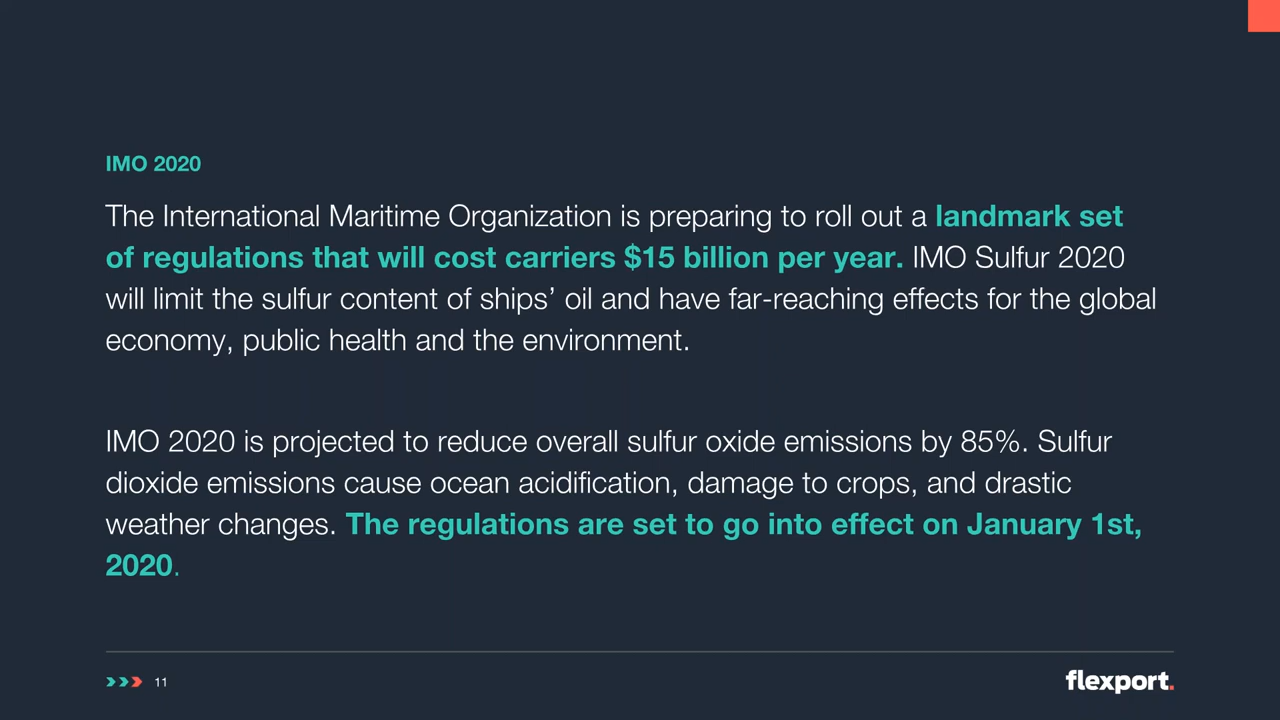 IMO 2020
The International Maritime Organization is preparing to roll out a landmark set
of regulations that will cost carriers $15 billion per year. IMO Sulfur 2020
will limit the sulfur content of ships’ oil and have far-reaching effects for the global
economy, public health and the environment.
IMO 2020 is projected to reduce overall sulfur oxide emissions by 85%. Sulfur
dioxide emissions cause ocean acidification, damage to crops, and drastic
weather changes. The regulations are set to go into effect on January 1st,
2020.
11
flexport.